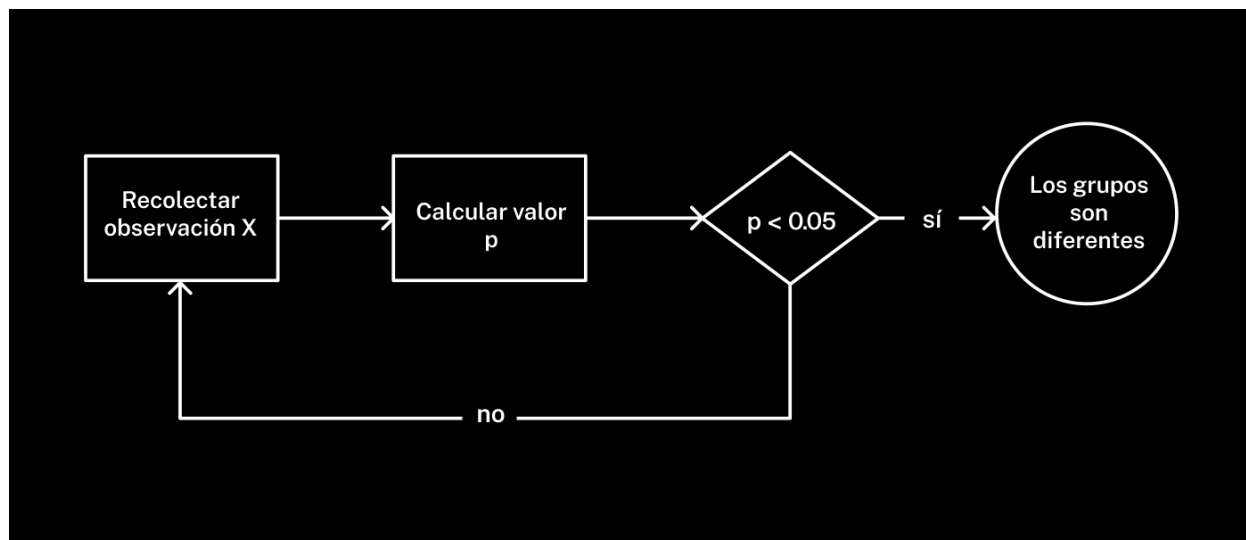 Recolectar
observación X
Calcular valor
p
p < 0.05
sí
Los grupos
son
diferentes
no